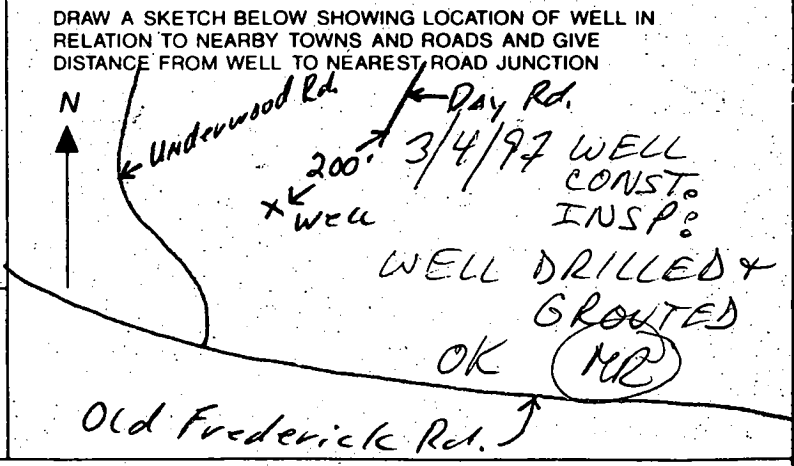 DRAW A SKETCH BELOW SHOWING LOCATION OF WELL IN
RELATION TO NEARBY TOWNS AND ROADS AND GIVE
DISTANCE FROM WELL TO NEAREST ROAD JUNCTION
N
Underwood Rd.
Day Rd.
200'
x Well
3/4/97 WELL
CONST.
INSP:
WELL DRILLED &
GROUTED
OK MR
Old Frederick Rd.